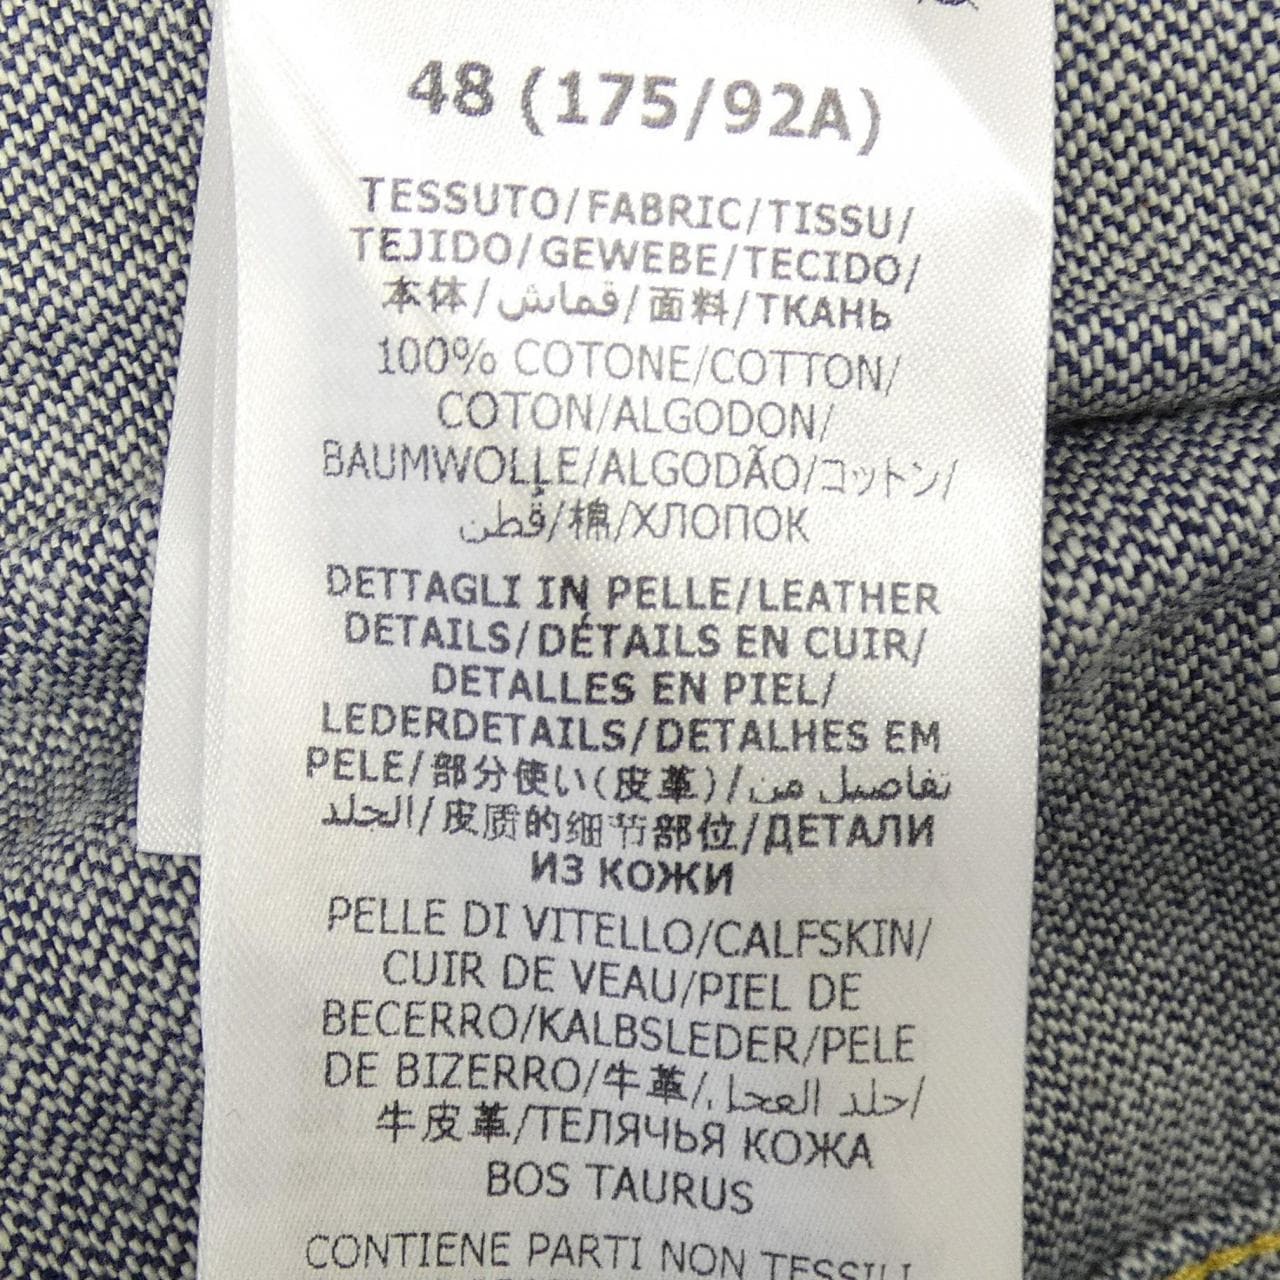 48 (175/92A)
TESSUTO/FABRIC/TISSU/
TEJIDO/GEWEBE/TECIDO/
本体/قماش/面料/ТКАНЬ
100% COTONE/COTTON/
COTON/ALGODON/
BAUMWOLLE/ALGODÃO/コットン/
قطن/棉/ХЛОПОК
DETTAGLI IN PELLE/LEATHER
DETAILS/DÉTAILS EN CUIR/
DETALLES EN PIEL/
LEDERDETAILS/DETALHES EM
PELE/部分使い(皮革)/تفاصيل من
الجلد/皮质的细节部位/ДЕТАЛИ
ИЗ КОЖИ
PELLE DI VITELLO/CALFSKIN/
CUIR DE VEAU/PIEL DE
BECERRO/KALBSLEDER/PELE
DE BIZERRO/牛革/جلد العجل/
牛皮革/ТЕЛЯЧЬЯ КОЖА
BOS TAURUS
CONTIENE PARTI NON TESSILI